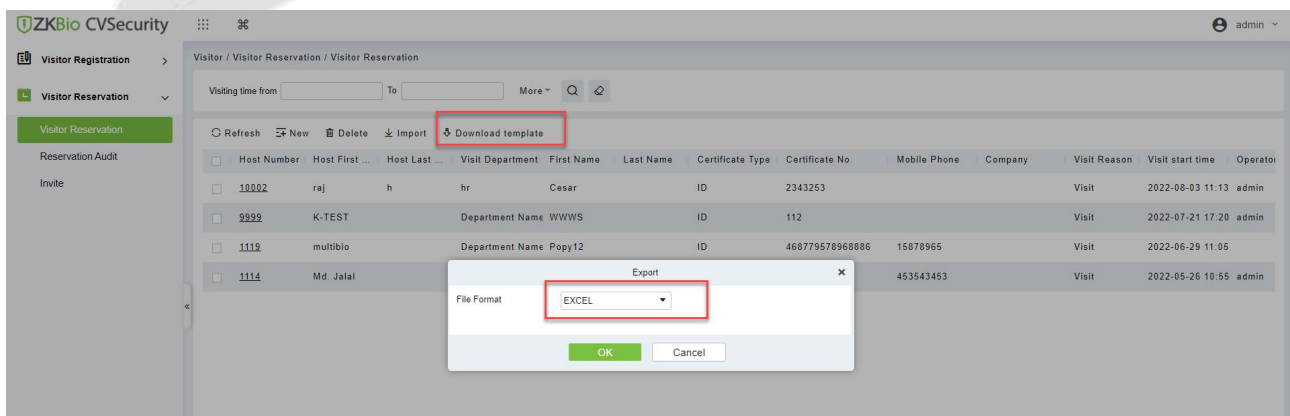 ZKBio CVSecurity
⌘
admin
Visitor Registration
Visitor / Visitor Reservation / Visitor Reservation
Visitor Reservation
Visiting time from To More
Visitor Reservation
Refresh New Delete Import Download template
Reservation Audit
Host Number Host First ... Host Last ... Visit Department First Name Last Name Certificate Type Certificate No. Mobile Phone Company Visit Reason Visit start time Operator
Invite
10002 raj h hr Cesar ID 2343253 Visit 2022-08-03 11:13 admin
9999 K-TEST Department Name WWWS ID 112 Visit 2022-07-21 17:20 admin
1119 multibio Department Name Popy12 ID 468779578968886 15878965 Visit 2022-06-29 11:05
1114 Md. Jalal 453543453 Visit 2022-05-26 10:55 admin
Export ×
File Format EXCEL
OK Cancel